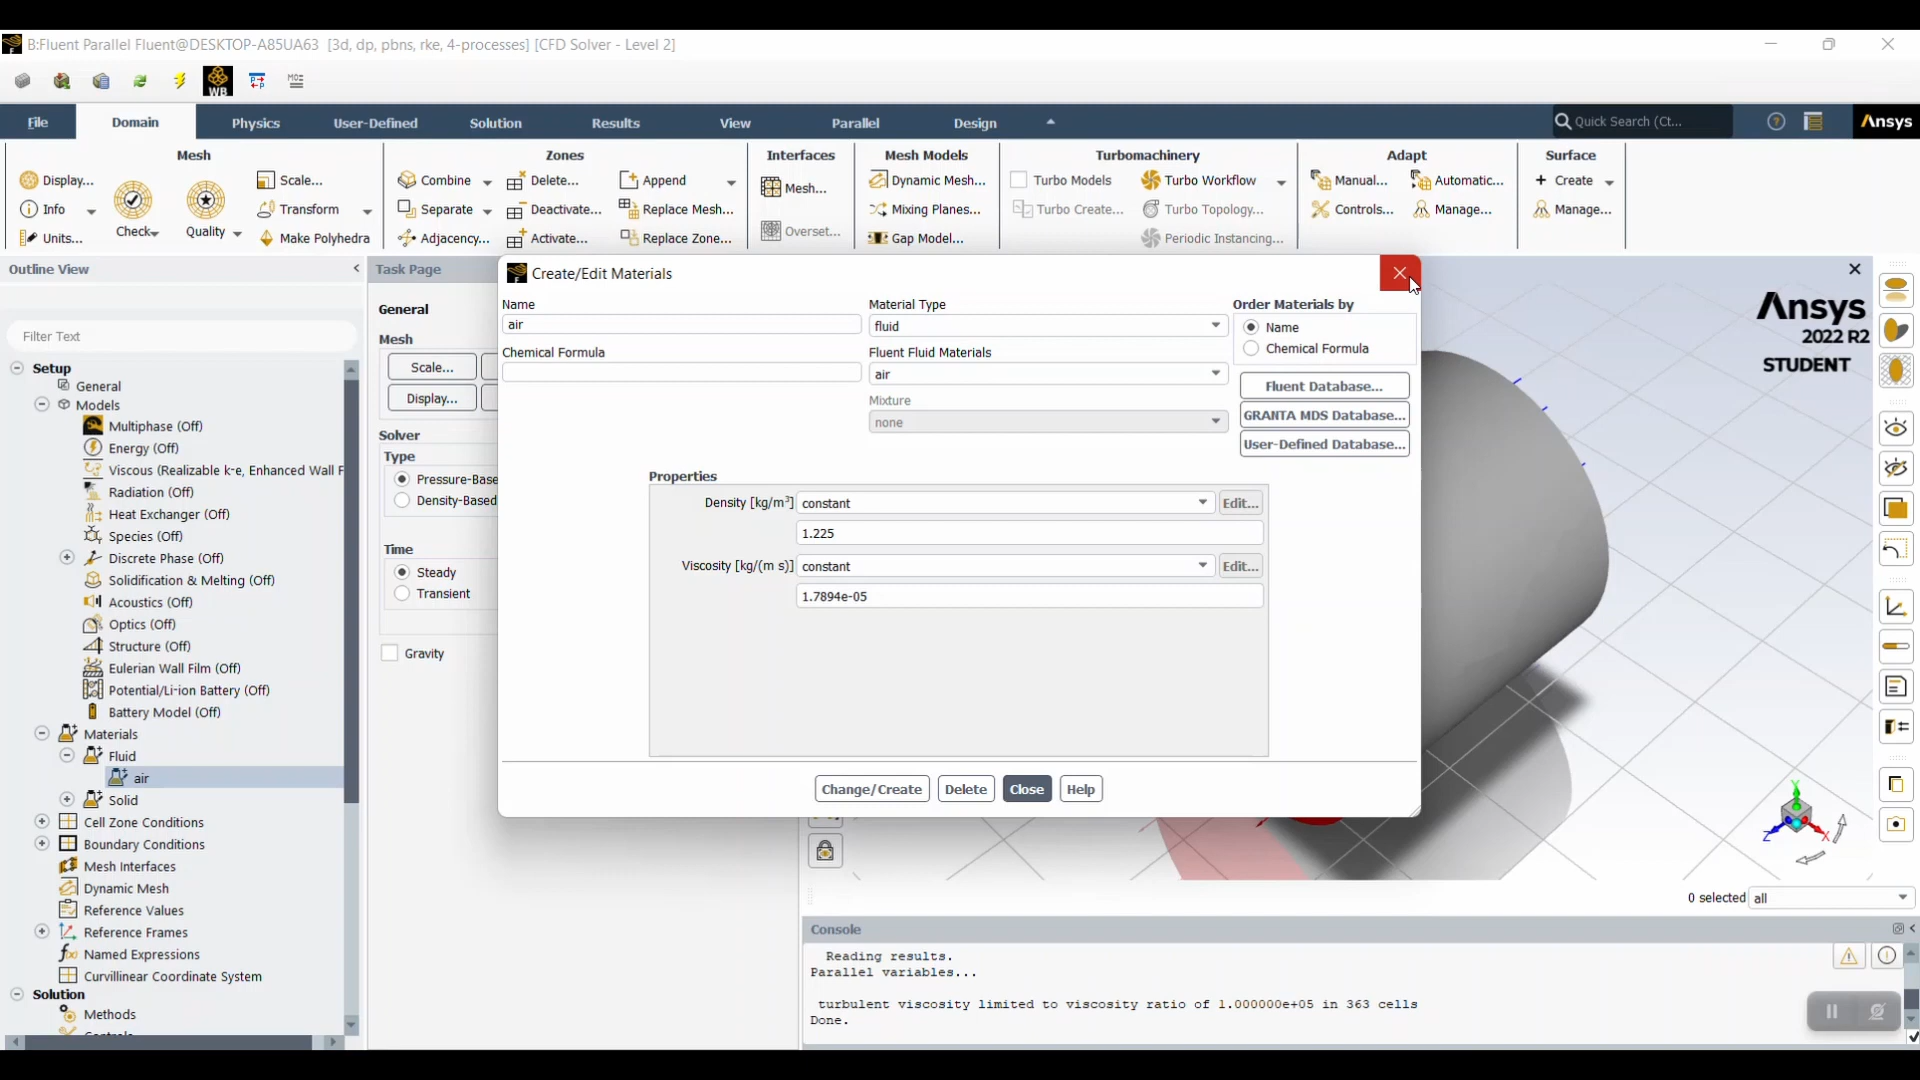 B:Fluent Parallel Fluent@DESKTOP-A85UA63 [3d, dp, pbns, rke, 4-processes] [CFD Solver - Level 2]
WB
File Domain Physics User-Defined Solution Results View Parallel Design Quick Search (Ct... Ansys
Mesh
Display...
Info
Units...
Check
Quality
Scale...
Transform
Make Polyhedra
Zones
Combine
Separate
Adjacency...
Delete...
Deactivate...
Activate...
Append
Replace Mesh...
Replace Zone...
Interfaces
Mesh...
Overset...
Mesh Models
Dynamic Mesh...
Mixing Planes...
Gap Model...
Turbomachinery
Turbo Models
Turbo Create...
Turbo Workflow
Turbo Topology...
Periodic Instancing...
Adapt
Manual...
Controls...
Automatic...
Manage...
Surface
Create
Manage...
Outline View
Filter Text
Setup
General
Models
Multiphase (Off)
Energy (Off)
Viscous (Realizable k-e, Enhanced Wall F
Radiation (Off)
Heat Exchanger (Off)
Species (Off)
Discrete Phase (Off)
Solidification & Melting (Off)
Acoustics (Off)
Optics (Off)
Structure (Off)
Eulerian Wall Film (Off)
Potential/Li-ion Battery (Off)
Battery Model (Off)
Materials
Fluid
air
Solid
Cell Zone Conditions
Boundary Conditions
Mesh Interfaces
Dynamic Mesh
Reference Values
Reference Frames
Named Expressions
Curvillinear Coordinate System
Solution
Methods
Controls
Task Page
General
Mesh
Scale...
Display...
Solver
Type
Pressure-Base
Density-Based
Time
Steady
Transient
Gravity
Create/Edit Materials
Name
air
Chemical Formula
Material Type
fluid
Fluent Fluid Materials
air
Mixture
none
Order Materials by
Name
Chemical Formula
Fluent Database...
GRANTA MDS Database...
User-Defined Database...
Properties
Density [kg/m³] constant Edit...
1.225
Viscosity [kg/(m s)] constant Edit...
1.7894e-05
Change/Create Delete Close Help
Ansys
2022 R2
STUDENT
Y
Z
X
0 selected all
Console
Reading results.
Parallel variables...
turbulent viscosity limited to viscosity ratio of 1.000000e+05 in 363 cells
Done.